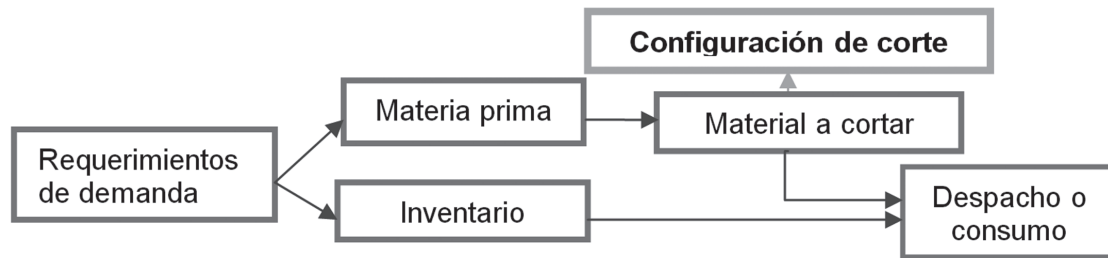 Configuración de corte
Materia prima
Material a cortar
Requerimientos
de demanda
Inventario
Despacho o
consumo